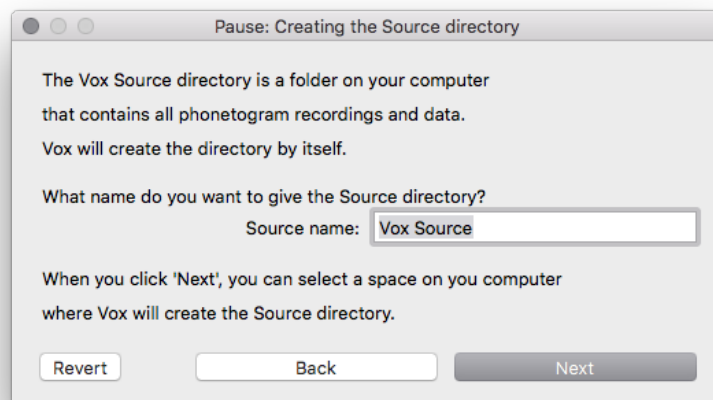 Pause: Creating the Source directory
The Vox Source directory is a folder on your computer
that contains all phonetogram recordings and data.
Vox will create the directory by itself.
What name do you want to give the Source directory?
Source name: Vox Source
When you click 'Next', you can select a space on you computer
where Vox will create the Source directory.
Revert Back Next